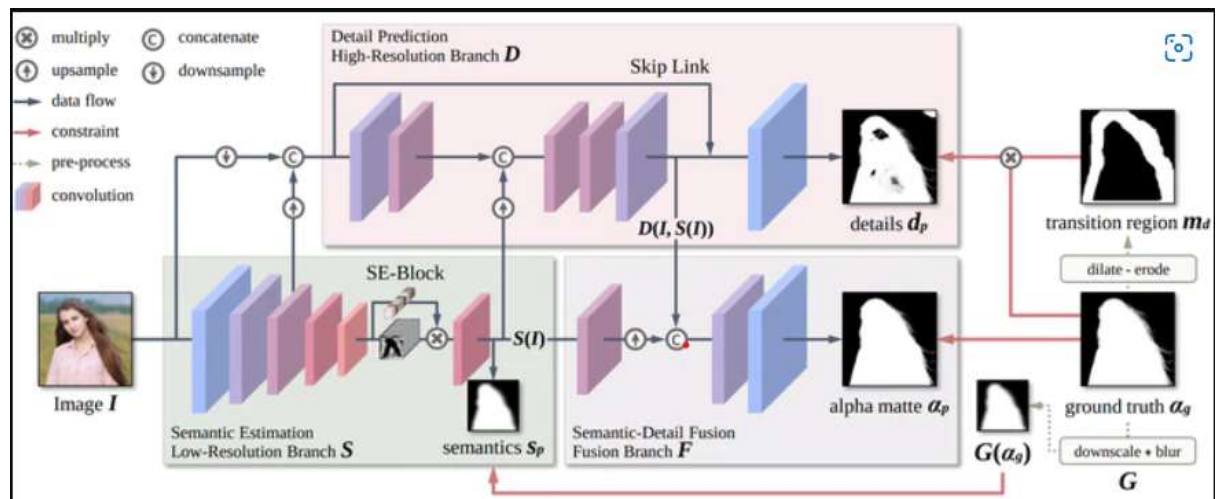 multiply
concatenate
upsample
downsample
data flow
constraint
pre-process
convolution
Detail Prediction
High-Resolution Branch D
Skip Link
C
C
D(I, S(I))
details dp
transition region md
dilate - erode
Image I
SE-Block
S(I)
semantics sp
Semantic Estimation
Low-Resolution Branch S
C
Semantic-Detail Fusion
Fusion Branch F
alpha matte αp
ground truth αg
G(αg)
downscale + blur
G